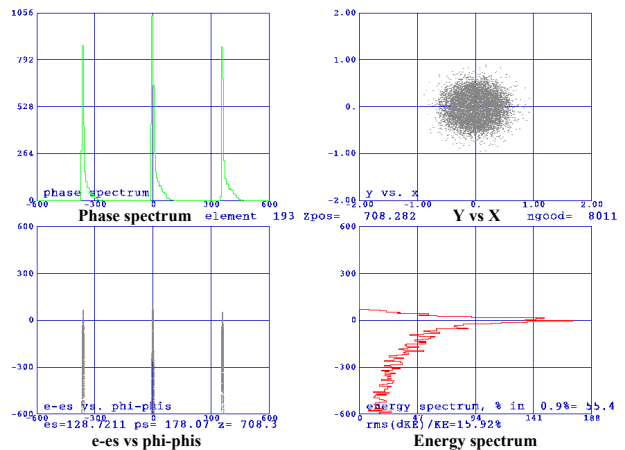 1056
792
528
264
0
phase spectrum
-600 -300 0 300 600
Phase spectrum
element 193 Zpos= 708.282
2.00
1.00
0.
-1.00
-2.00
y vs. x
-2.00 -1.00 0. 1.00 2.00
Y vs X
ngood= 8011
600
300
0
-300
-600
e-es vs. phi-phis
-600 -300 0 300 600
es=128.7211 ps= 178.07 z= 708.3
e-es vs phi-phis
600
300
0
-300
-600
energy spectrum, % in 0.9%= 55.4
0 47 94 141 188
rms(dKE)/KE=15.92%
Energy spectrum